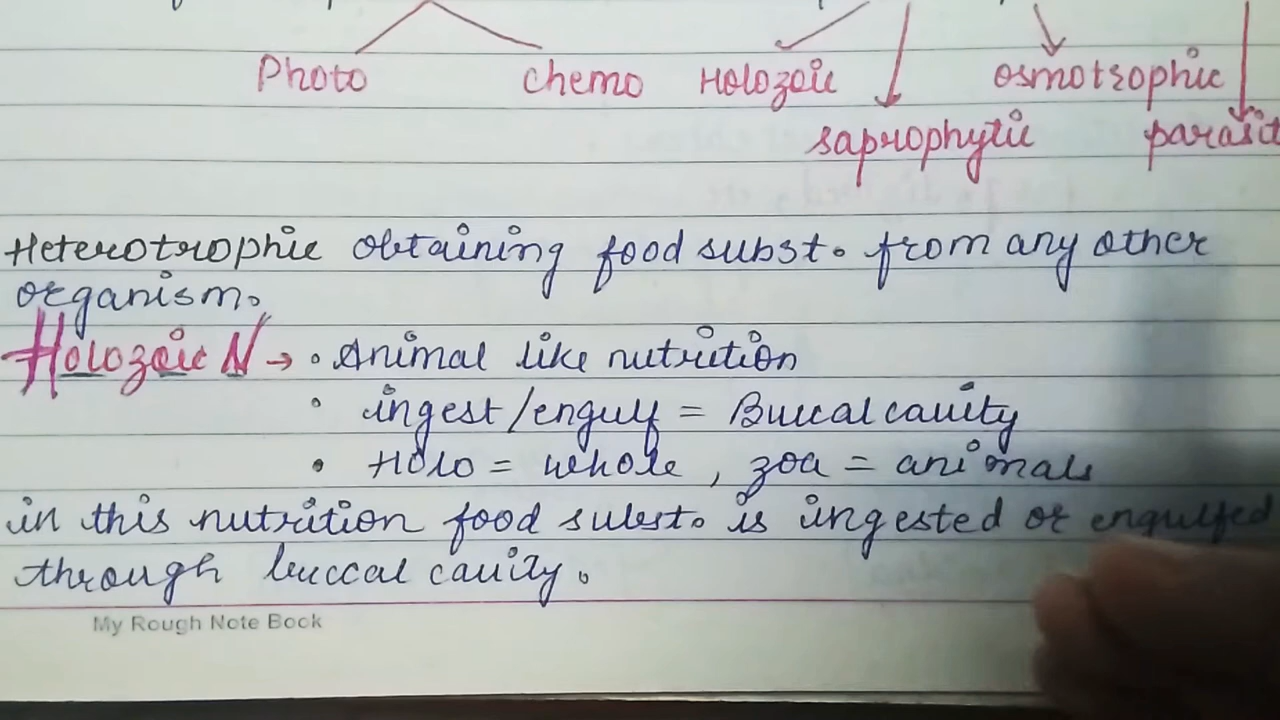 Photo chemo Holozoic osmotrophic
saprophytic parasit
Heterotrophic obtaining food subst. from any other
organism.
Holozoic N → • Animal like nutrition
• ingest/engulf = Buccal cavity
• Holo = whole, zoa = animals
in this nutrition food subst. is ingested or engulfed
through buccal cavity.
My Rough Note Book